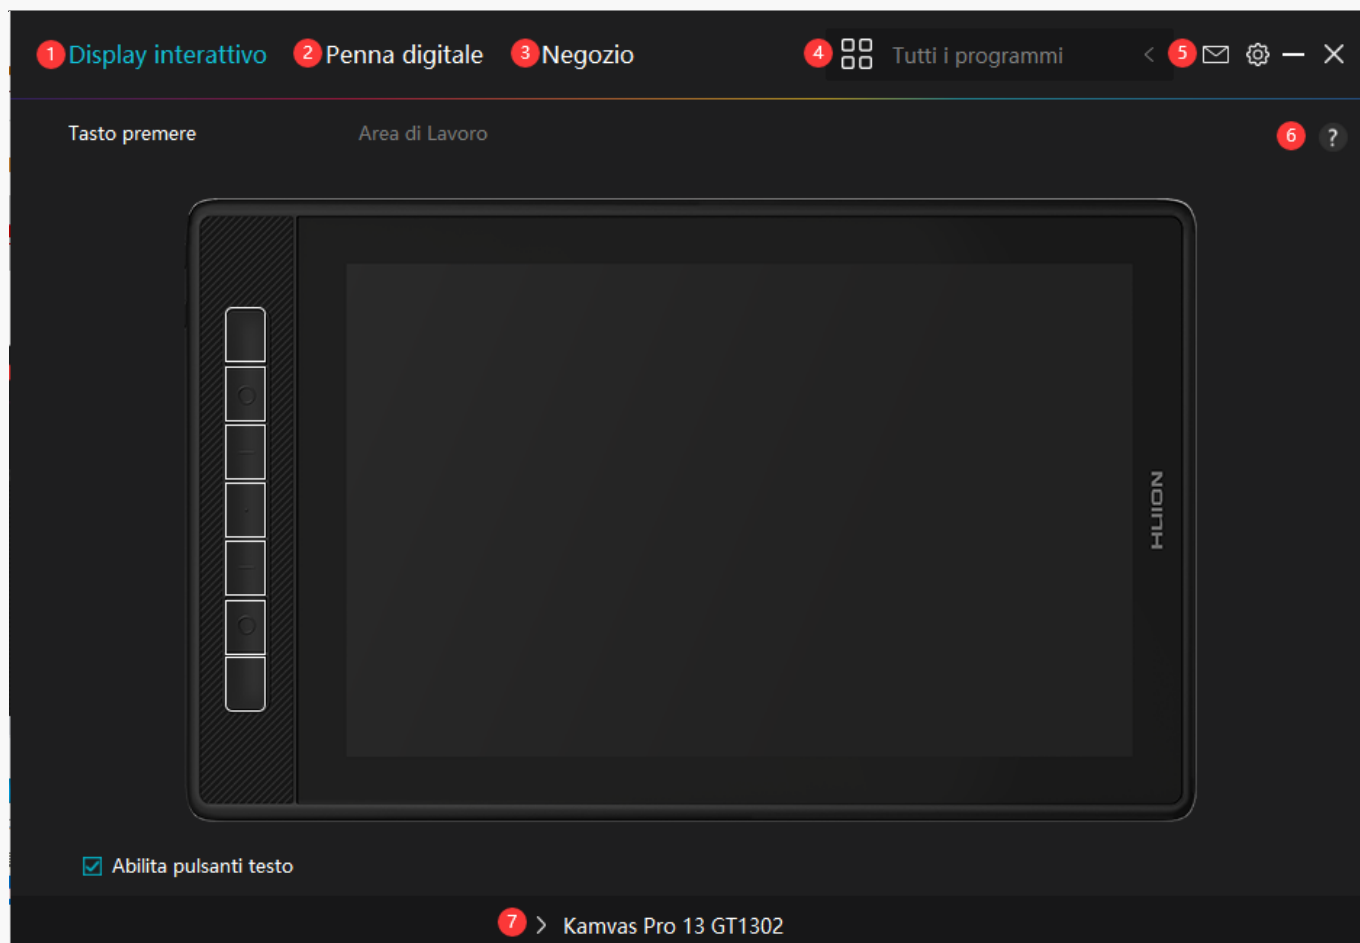 1 Display interattivo 2 Penna digitale 3 Negozio 4 Tutti i programmi 5
Tasto premere Area di Lavoro 6 ?
HUION
Abilita pulsanti testo
7 Kamvas Pro 13 GT1302